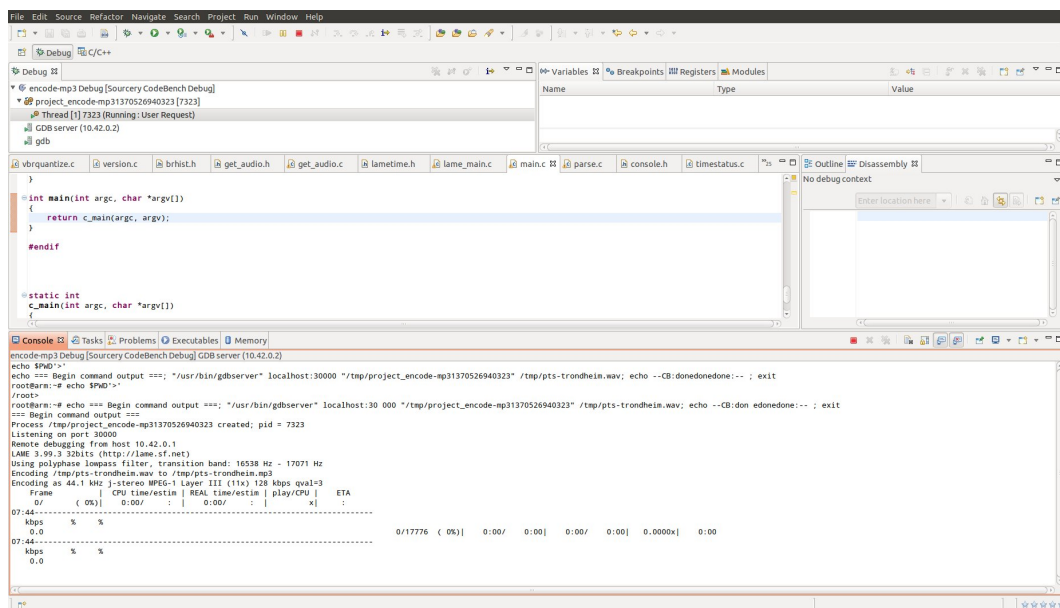 File Edit Source Refactor Navigate Search Project Run Window Help
Debug C/C++
Debug
encode-mp3 Debug [Sourcery CodeBench Debug]
project_encode-mp31370526940323 [7323]
Thread [1] 7323 (Running : User Request)
GDB server (10.42.0.2)
gdb
(x)= Variables Breakpoints Registers Modules
Name Type Value
vbrquantize.c version.c brhist.h get_audio.h get_audio.c lametime.h lame_main.c main.c parse.c console.h timestatus.c »25
}
int main(int argc, char *argv[])
{
return c_main(argc, argv);
}
#endif
static int
c_main(int argc, char *argv[])
{
Outline Disassembly
No debug context
Enter location here
Console Tasks Problems Executables Memory
encode-mp3 Debug [Sourcery CodeBench Debug] GDB server (10.42.0.2)
echo $PWD'>'
echo === Begin command output ===; "/usr/bin/gdbserver" localhost:30000 "/tmp/project_encode-mp31370526940323" /tmp/pts-trondheim.wav; echo --CB:donedonedone:-- ; exit
root@arm:~# echo $PWD'>'
/root>
root@arm:~# echo === Begin command output ===; "/usr/bin/gdbserver" localhost:30 000 "/tmp/project_encode-mp31370526940323" /tmp/pts-trondheim.wav; echo --CB:don edonedone:-- ; exit
=== Begin command output ===
Process /tmp/project_encode-mp31370526940323 created; pid = 7323
Listening on port 30000
Remote debugging from host 10.42.0.1
LAME 3.99.3 32bits (http://lame.sf.net)
Using polyphase lowpass filter, transition band: 16538 Hz - 17071 Hz
Encoding /tmp/pts-trondheim.wav to /tmp/pts-trondheim.mp3
Encoding as 44.1 kHz j-stereo MPEG-1 Layer III (11x) 128 kbps qval=3
Frame | CPU time/estim | REAL time/estim | play/CPU | ETA
0/ ( 0%)| 0:00/ : | 0:00/ : | x| :
07:44--------------------------------------------------------------------------------
kbps % %
0.0 0/17776 ( 0%)| 0:00/ 0:00| 0:00/ 0:00| 0.0000x| 0:00
07:44--------------------------------------------------------------------------------
kbps % %
0.0